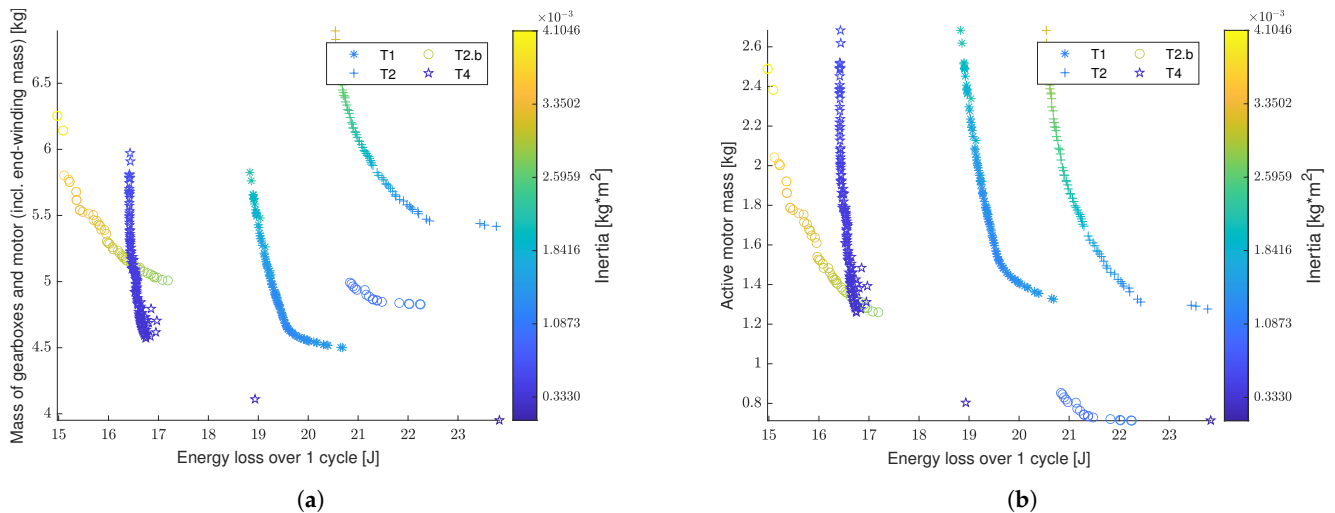 ×10⁻³
4.1046
3.3502
2.5959
1.8416
1.0873
0.3330
Inertia [kg*m²]
Mass of gearboxes and motor (incl. end-winding mass) [kg]
6.5
6
5.5
5
4.5
4
15 16 17 18 19 20 21 22 23
Energy loss over 1 cycle [J]
T1 T2.b
T2 T4
(a)
×10⁻³
4.1046
3.3502
2.5959
1.8416
1.0873
0.3330
Inertia [kg*m²]
Active motor mass [kg]
2.6
2.4
2.2
2
1.8
1.6
1.4
1.2
1
0.8
15 16 17 18 19 20 21 22 23
Energy loss over 1 cycle [J]
T1 T2.b
T2 T4
(b)